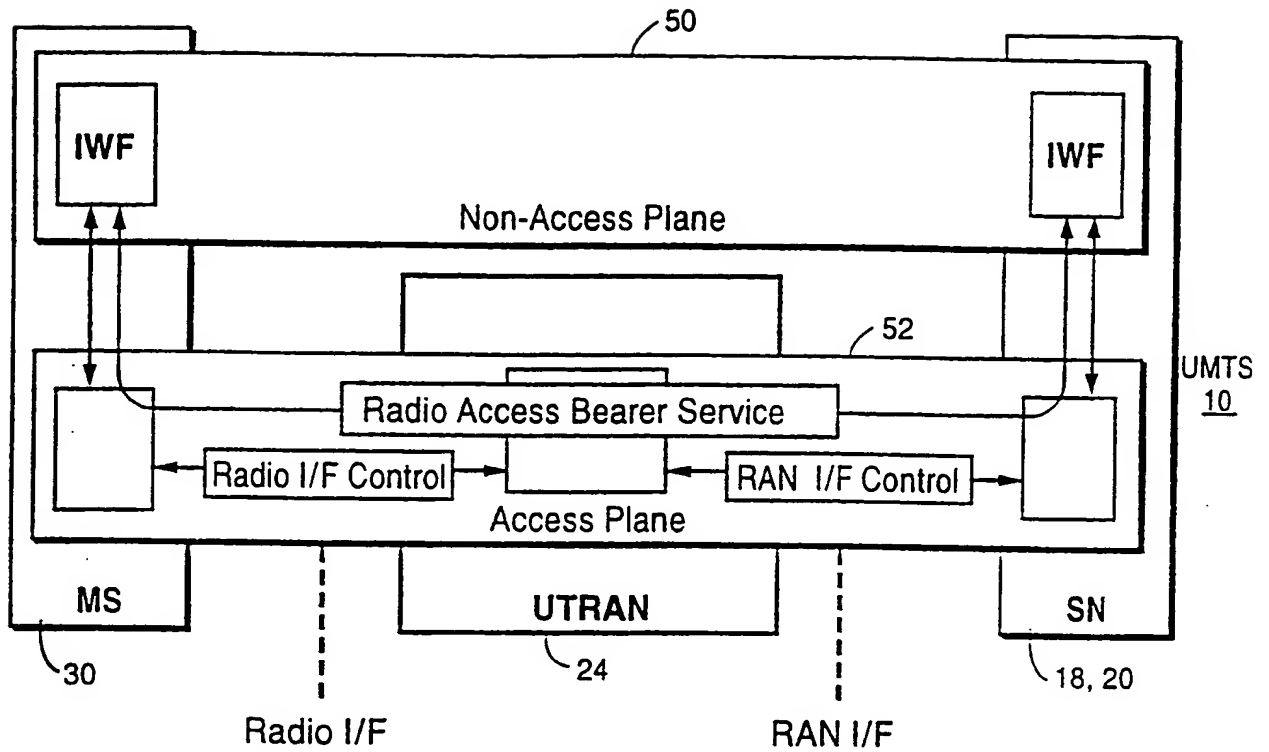 50
IWF
IWF
Non-Access Plane
52
UMTS
10
Radio Access Bearer Service
Radio I/F Control
RAN I/F Control
Access Plane
MS
UTRAN
SN
30
24
18, 20
Radio I/F
RAN I/F